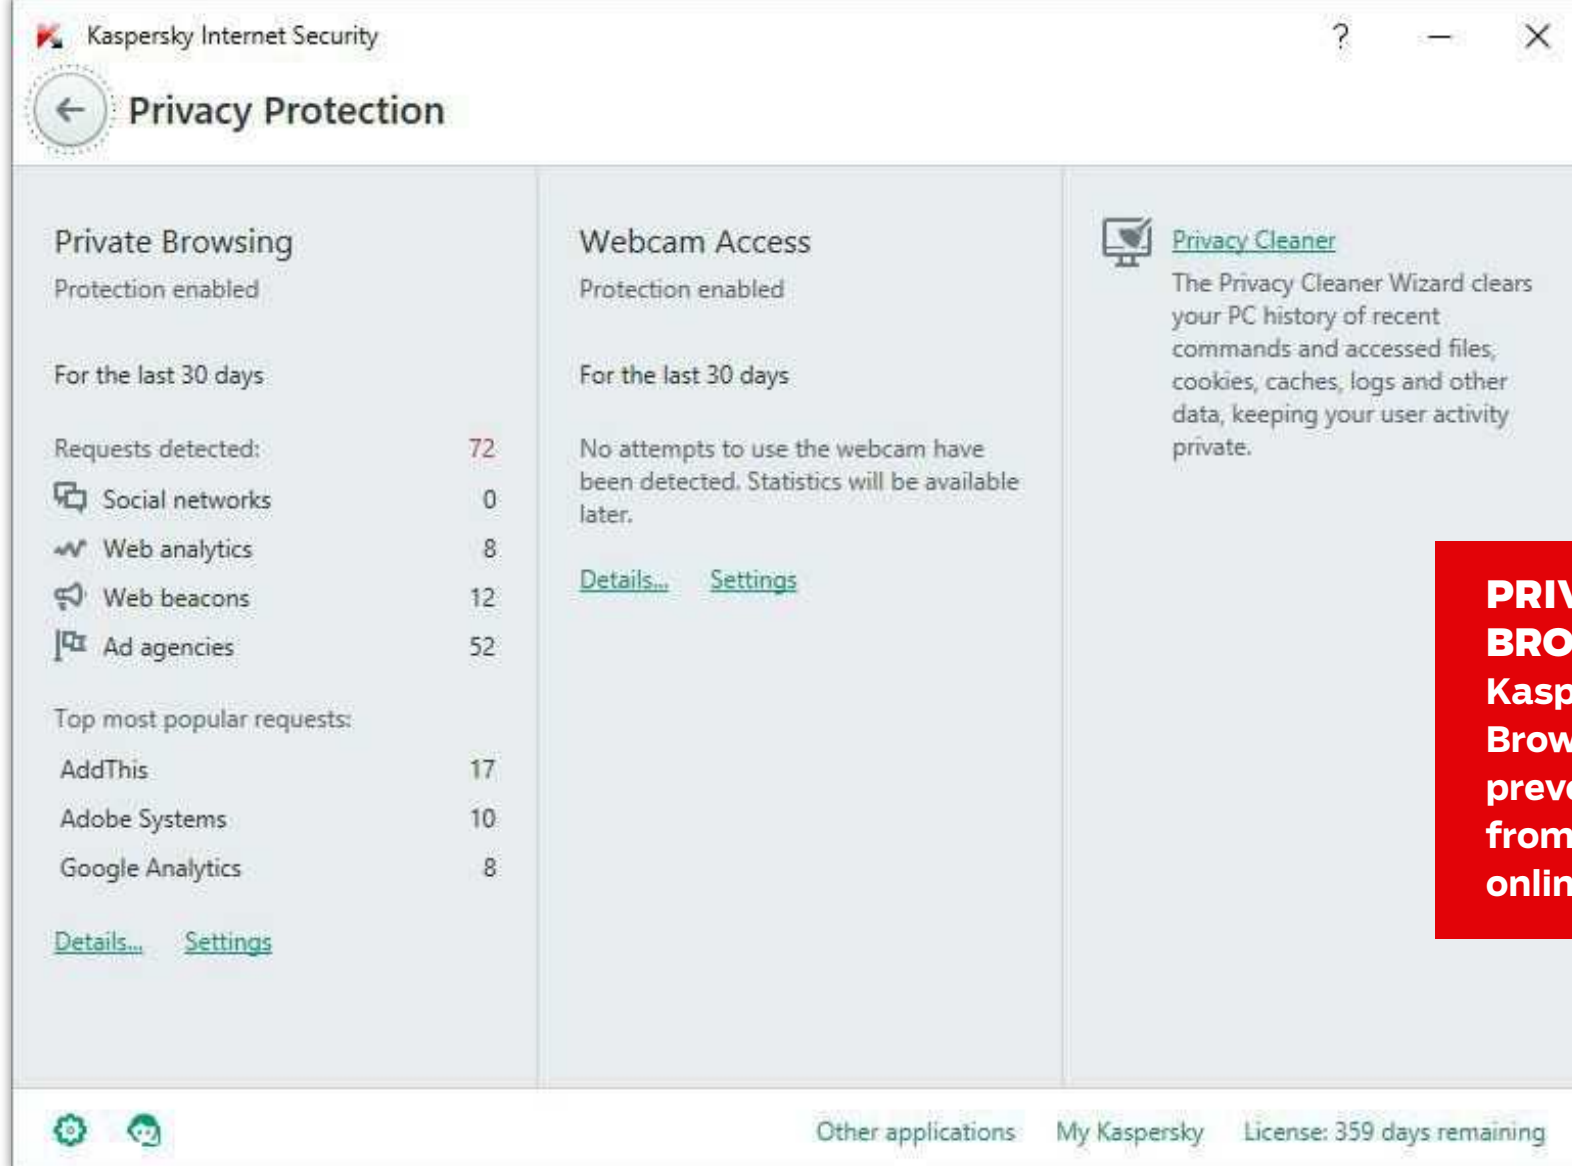 Kaspersky Internet Security
?
Privacy Protection
Private Browsing
Protection enabled
For the last 30 days
Requests detected: 72
Social networks 0
Web analytics 8
Web beacons 12
Ad agencies 52
Top most popular requests:
AddThis 17
Adobe Systems 10
Google Analytics 8
Details... Settings
Webcam Access
Protection enabled
For the last 30 days
No attempts to use the webcam have
been detected. Statistics will be available
later.
Details... Settings
Privacy Cleaner
The Privacy Cleaner Wizard clears
your PC history of recent
commands and accessed files,
cookies, caches, logs and other
data, keeping your user activity
private.
from
Other applications My Kaspersky License: 359 days remaining